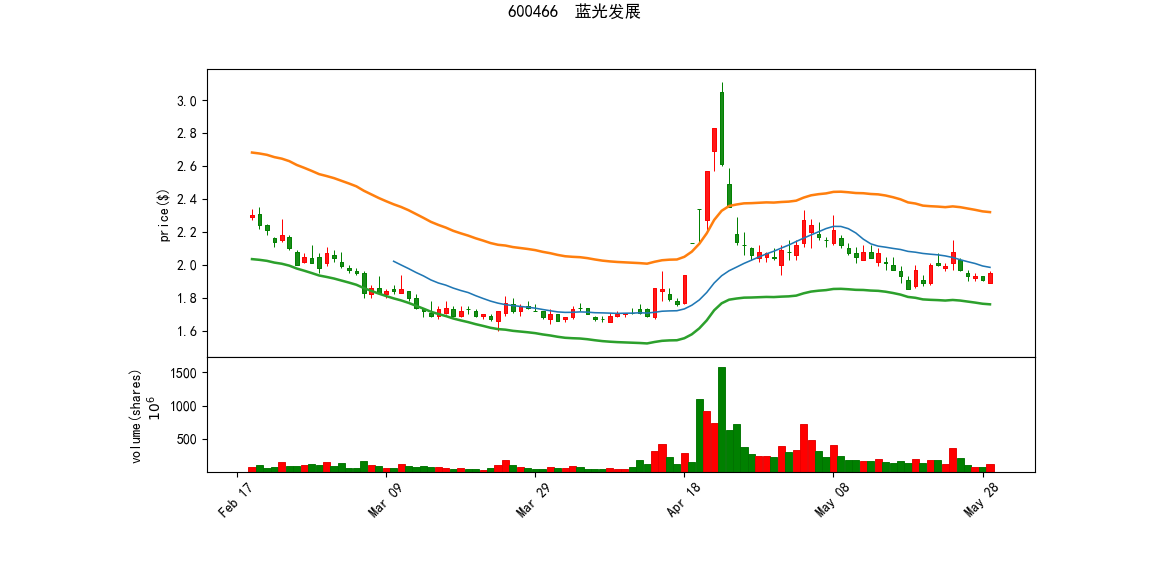 600466  蓝光发展
price($)
3.0
2.8
2.6
2.4
2.2
2.0
1.8
1.6
volume(shares)
10^6
1500
1000
500
Feb 17
Mar 09
Mar 29
Apr 18
May 08
May 28